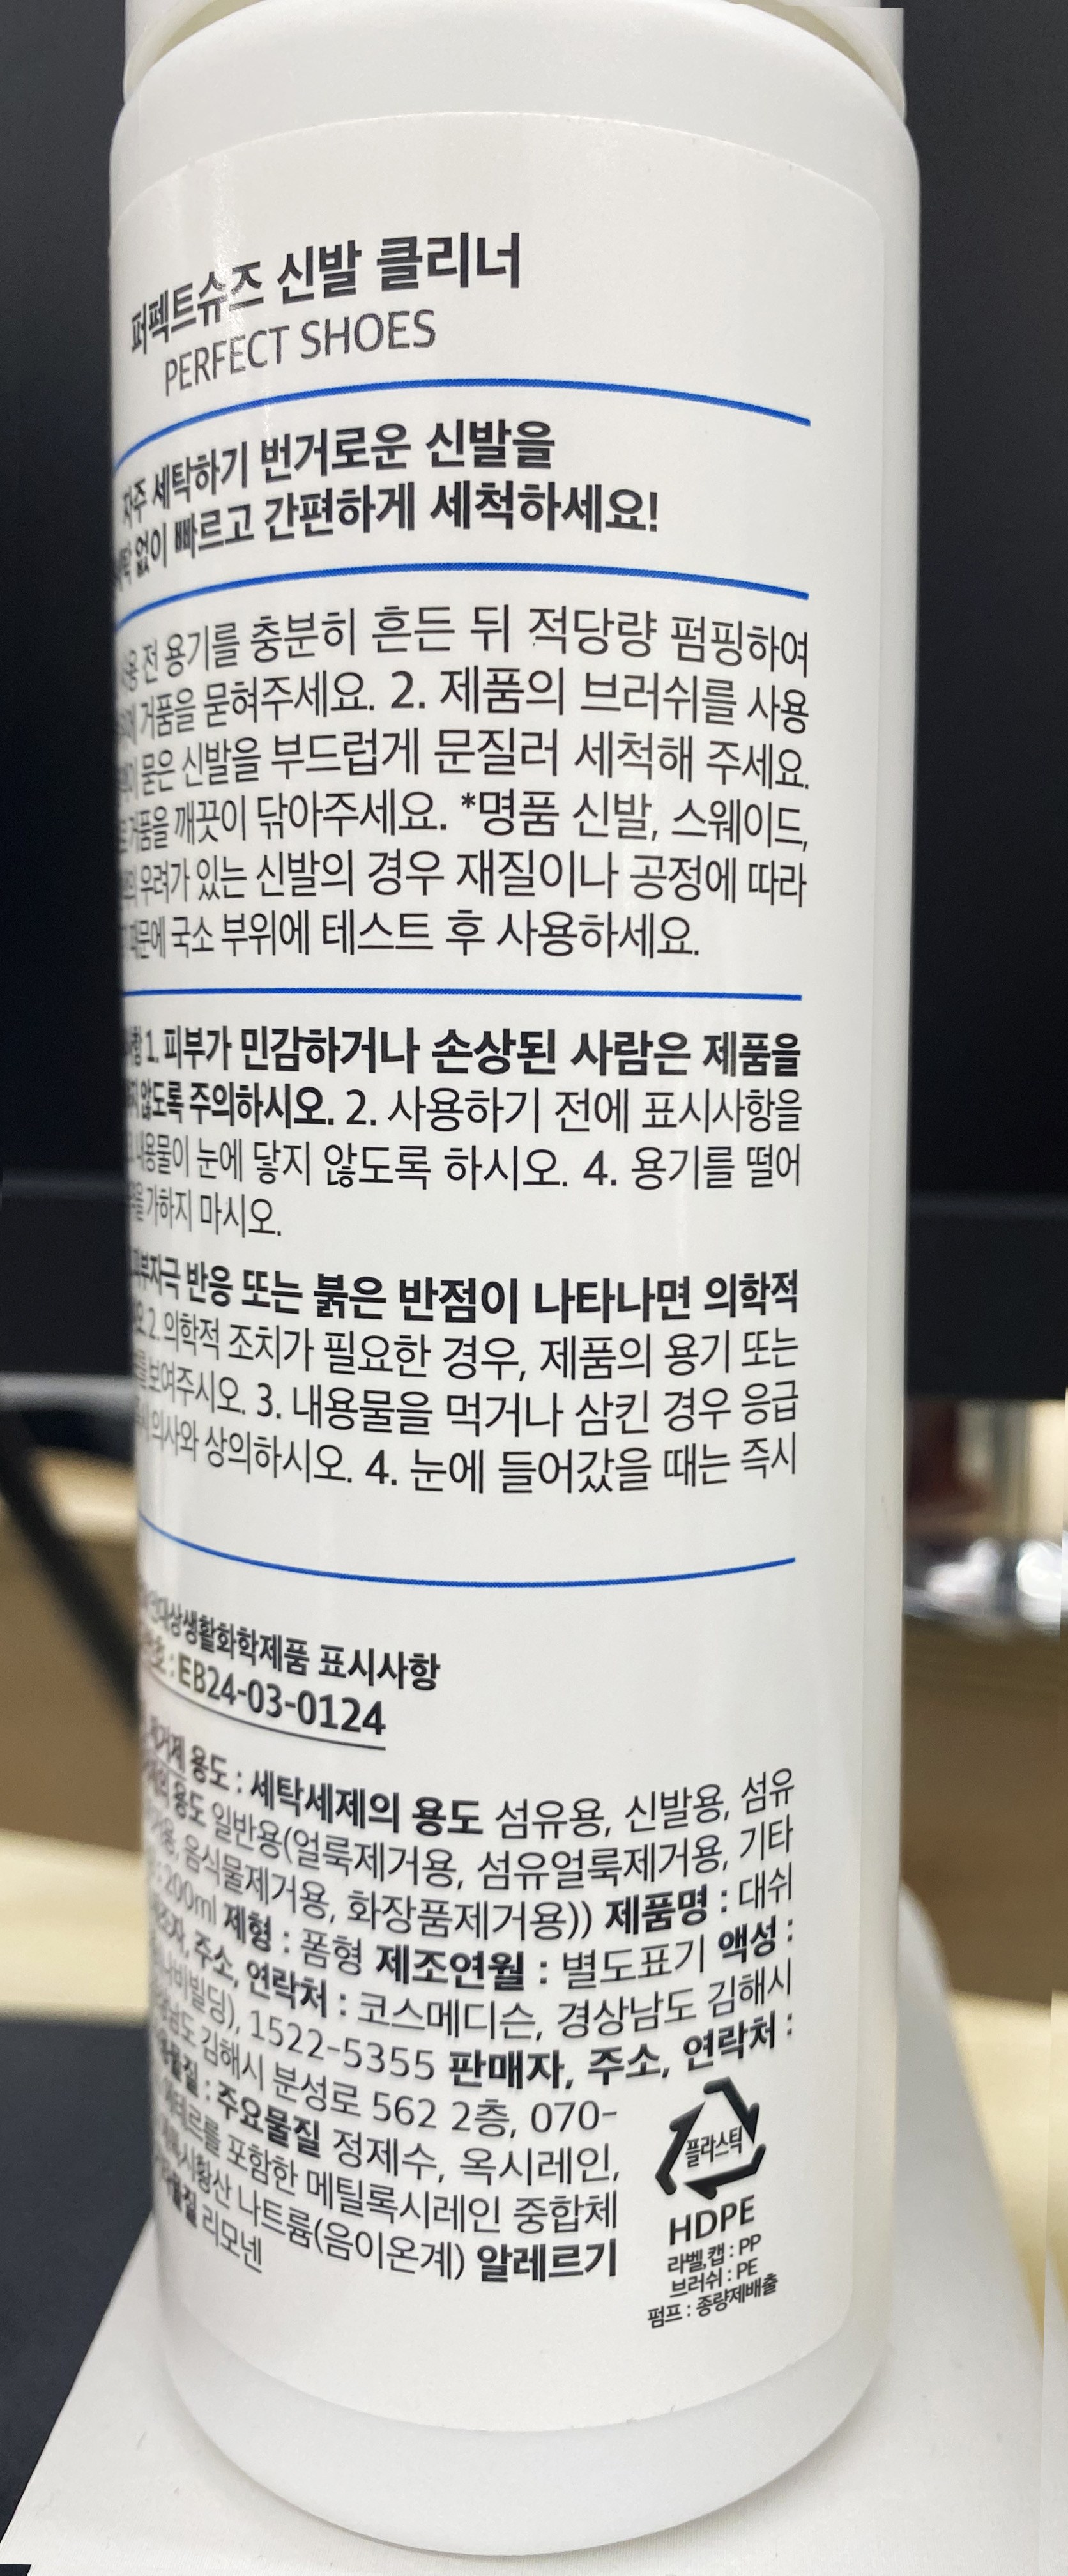 퍼펙트슈즈 신발 클리너
PERFECT SHOES
자주 세탁하기 번거로운 신발을
없이 빠르고 간편하게 세척하세요!
전 용기를 충분히 흔든 뒤 적당량 펌핑하여
거품을 묻혀주세요. 2. 제품의 브러쉬를 사용
묻은 신발을 부드럽게 문질러 세척해 주세요.
거품을 깨끗이 닦아주세요. *명품 신발, 스웨이드,
우려가 있는 신발의 경우 재질이나 공정에 따라
때문에 국소 부위에 테스트 후 사용하세요.
1. 피부가 민감하거나 손상된 사람은 제품을
않도록 주의하시오. 2. 사용하기 전에 표시사항을
내용물이 눈에 닿지 않도록 하시오. 4. 용기를 떨어
가하지 마시오.
피부자극 반응 또는 붉은 반점이 나타나면 의학적
2. 의학적 조치가 필요한 경우, 제품의 용기 또는
보여주시오. 3. 내용물을 먹거나 삼킨 경우 응급
의사와 상의하시오. 4. 눈에 들어갔을 때는 즉시
표시사항
: EB24-03-0124
용도 : 세탁세제의 용도 섬유용, 신발용, 섬유
용도 일반용(얼룩제거용, 섬유얼룩제거용, 기타
음식물제거용, 화장품제거용)) 제품명 : 대쉬
200ml 제형 : 폼형 제조연월 : 별도표기 액성 :
주소, 연락처 : 코스메디슨, 경상남도 김해시
1522-5355 판매자, 주소, 연락처 :
김해시 분성로 562 2층, 070-
주요물질 정제수, 옥시레인,
포함한 메틸록시레인 중합체
나트륨(음이온계) 알레르기
리모넨
플라스틱
HDPE
라벨,캡 : PP
브러쉬 : PE
펌프 : 종량제배출